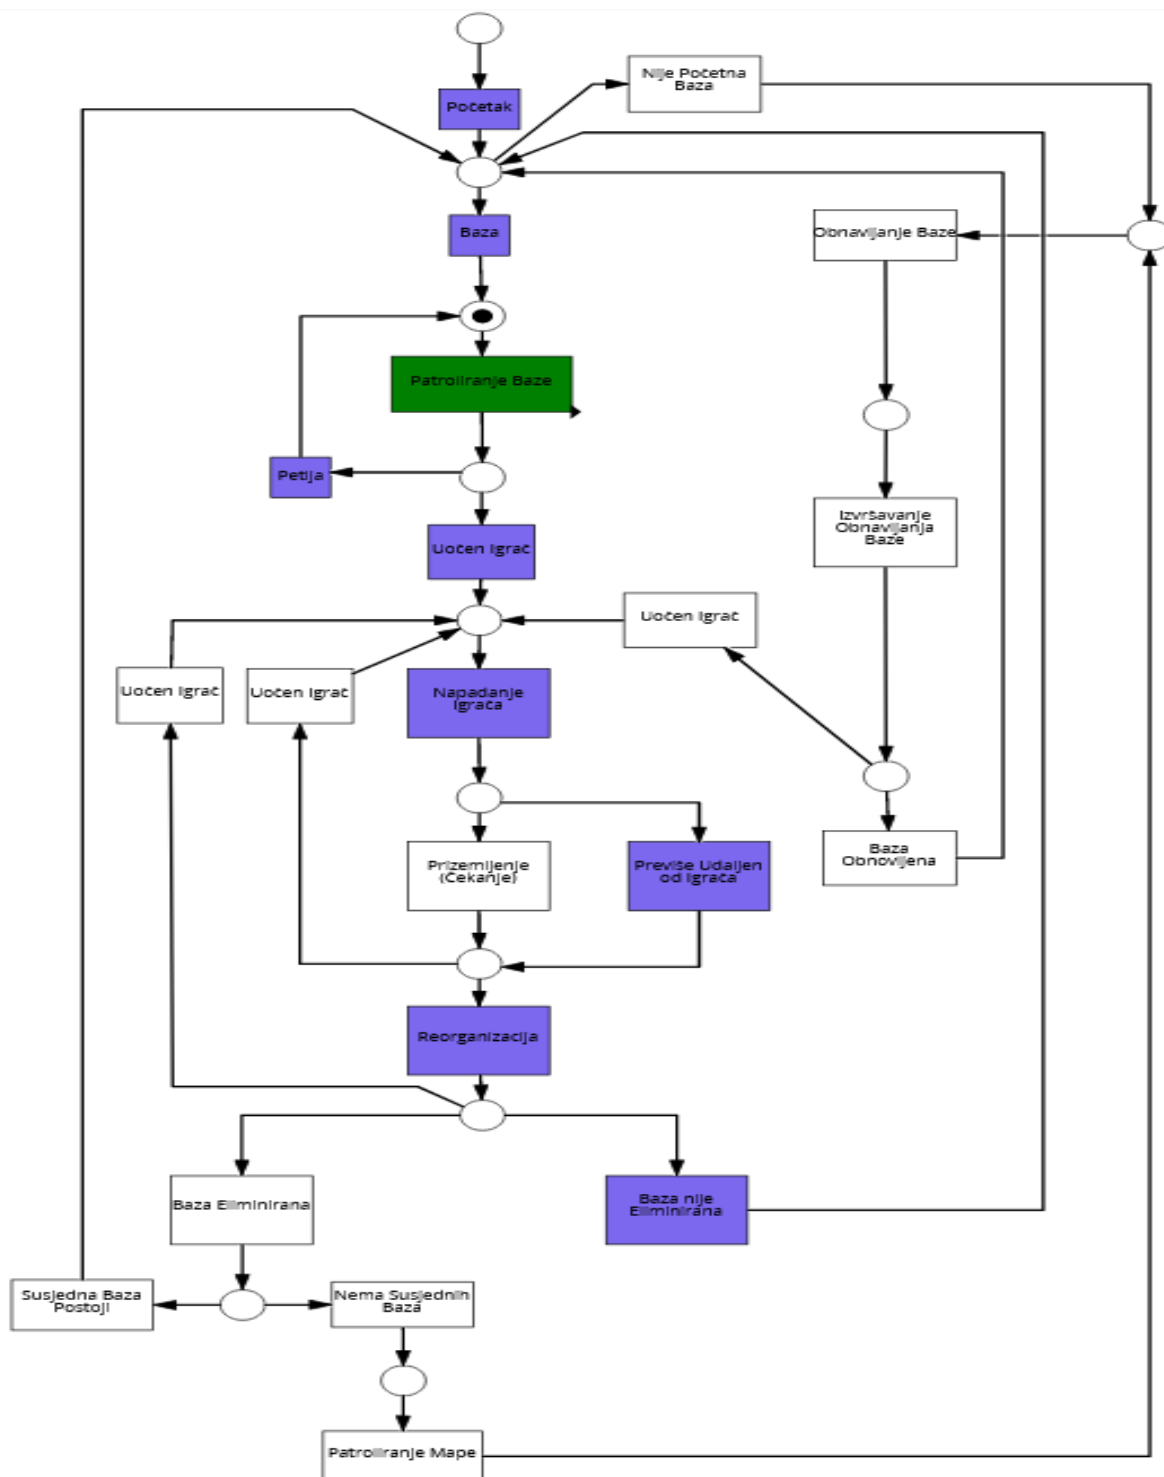 Nije Početna
Baza
Početak
Baza
Obnavljanje Baze
Patroliranje Baze
Petlja
Uočen Igrač
Izvršavanje
Obnavljanja
Baze
Uočen Igrač
Uočen Igrač
Uočen Igrač
Napadanje
Igrača
Prizemljenje
(Čekanje)
Previše Udaljen
od Igrača
Baza
Obnovljena
Reorganizacija
Baza Eliminirana
Baza nije
Eliminirana
Susjedna Baza
Postoji
Nema Susjednih
Baza
Patroliranje Mape